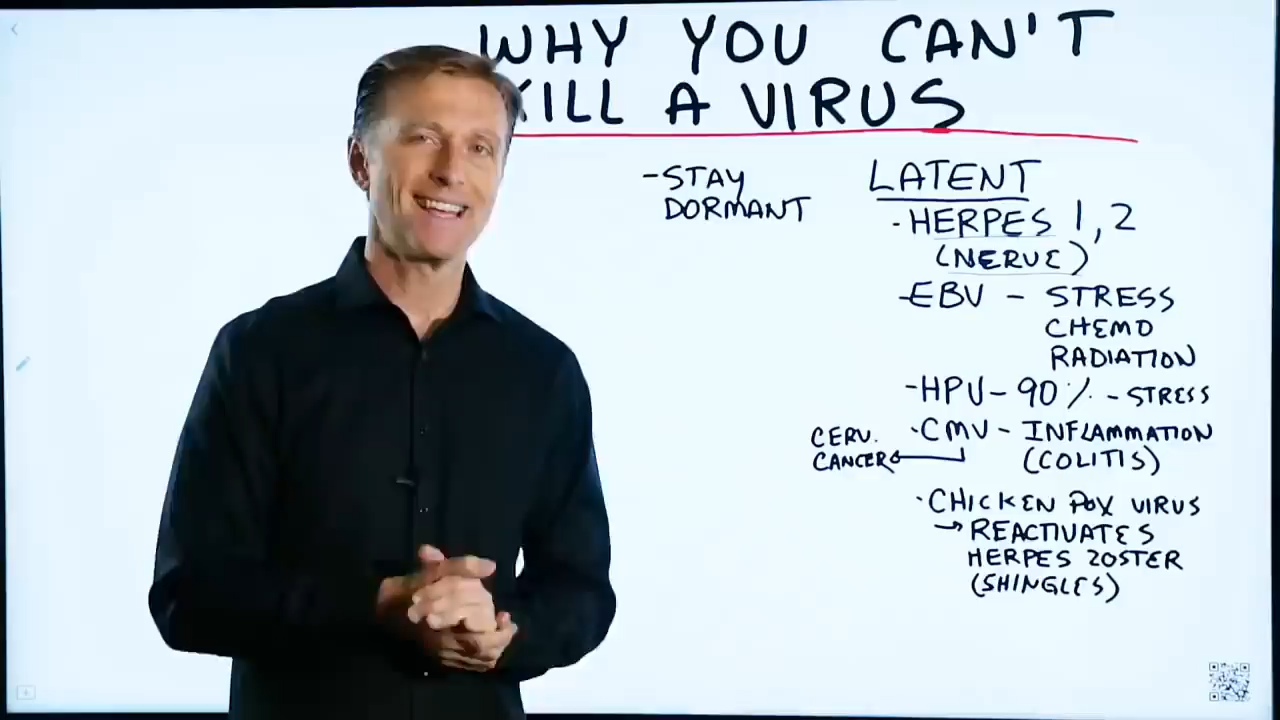 WHY YOU CAN'T
KILL A VIRUS
-STAY
DORMANT
LATENT
·HERPES 1,2
(NERVE)
-EBV - STRESS
CHEMO
RADIATION
-HPV-90% - STRESS
·CMV - INFLAMMATION
(COLITIS)
CERV.
CANCER
·CHICKEN POX VIRUS
→ REACTIVATES
HERPES ZOSTER
(SHINGLES)